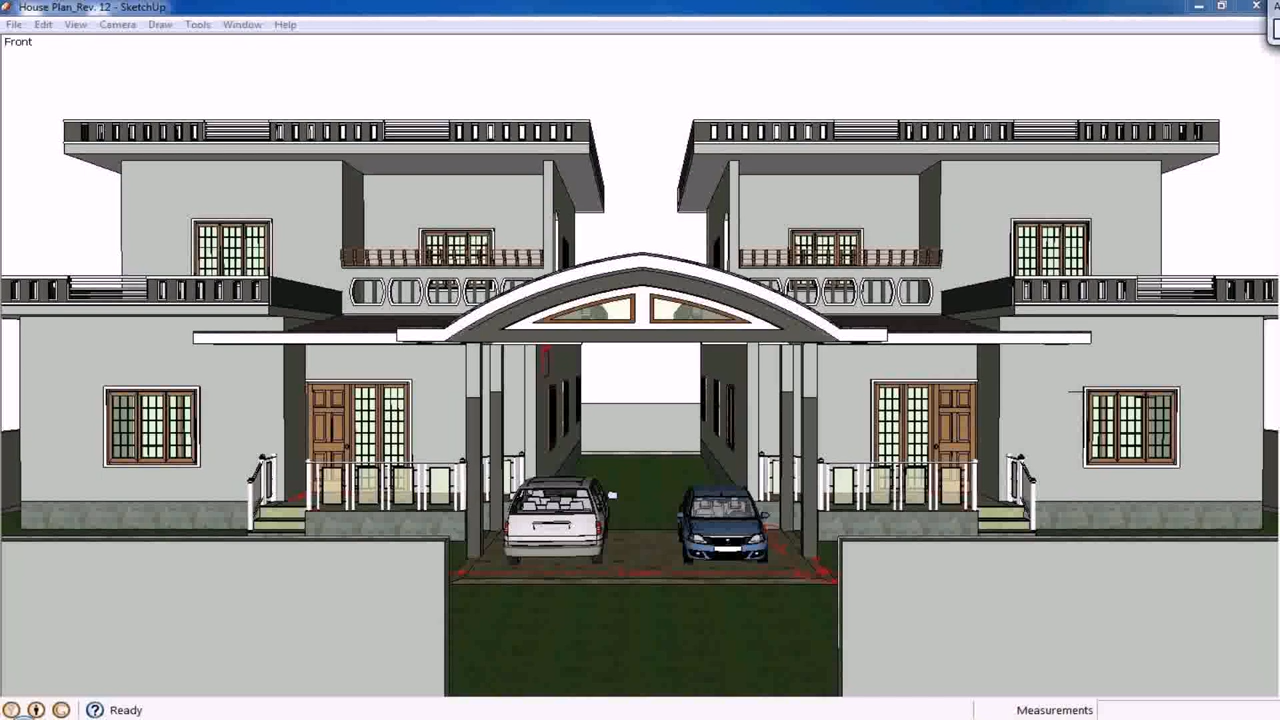 House Plan_Rev. 12 - SketchUp
File Edit View Camera Draw Tools Window Help
Front
Ready
Measurements